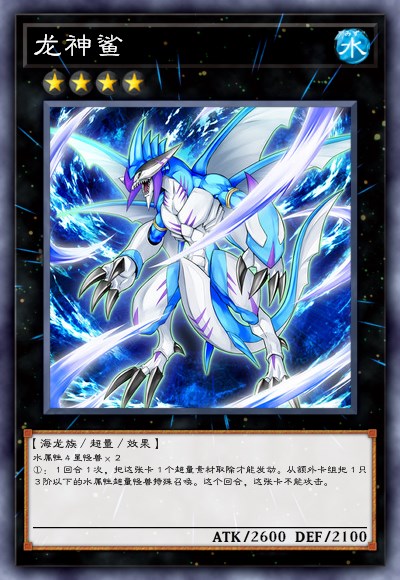 龙神鲨
水
【海龙族／超量／效果】
水属性４星怪兽×２
①：１回合１次，把这张卡１个超量素材取除才能发动。从额外卡组把１只
３阶以下的水属性超量怪兽特殊召唤。这个回合，这张卡不能攻击。
ATK/2600 DEF/2100